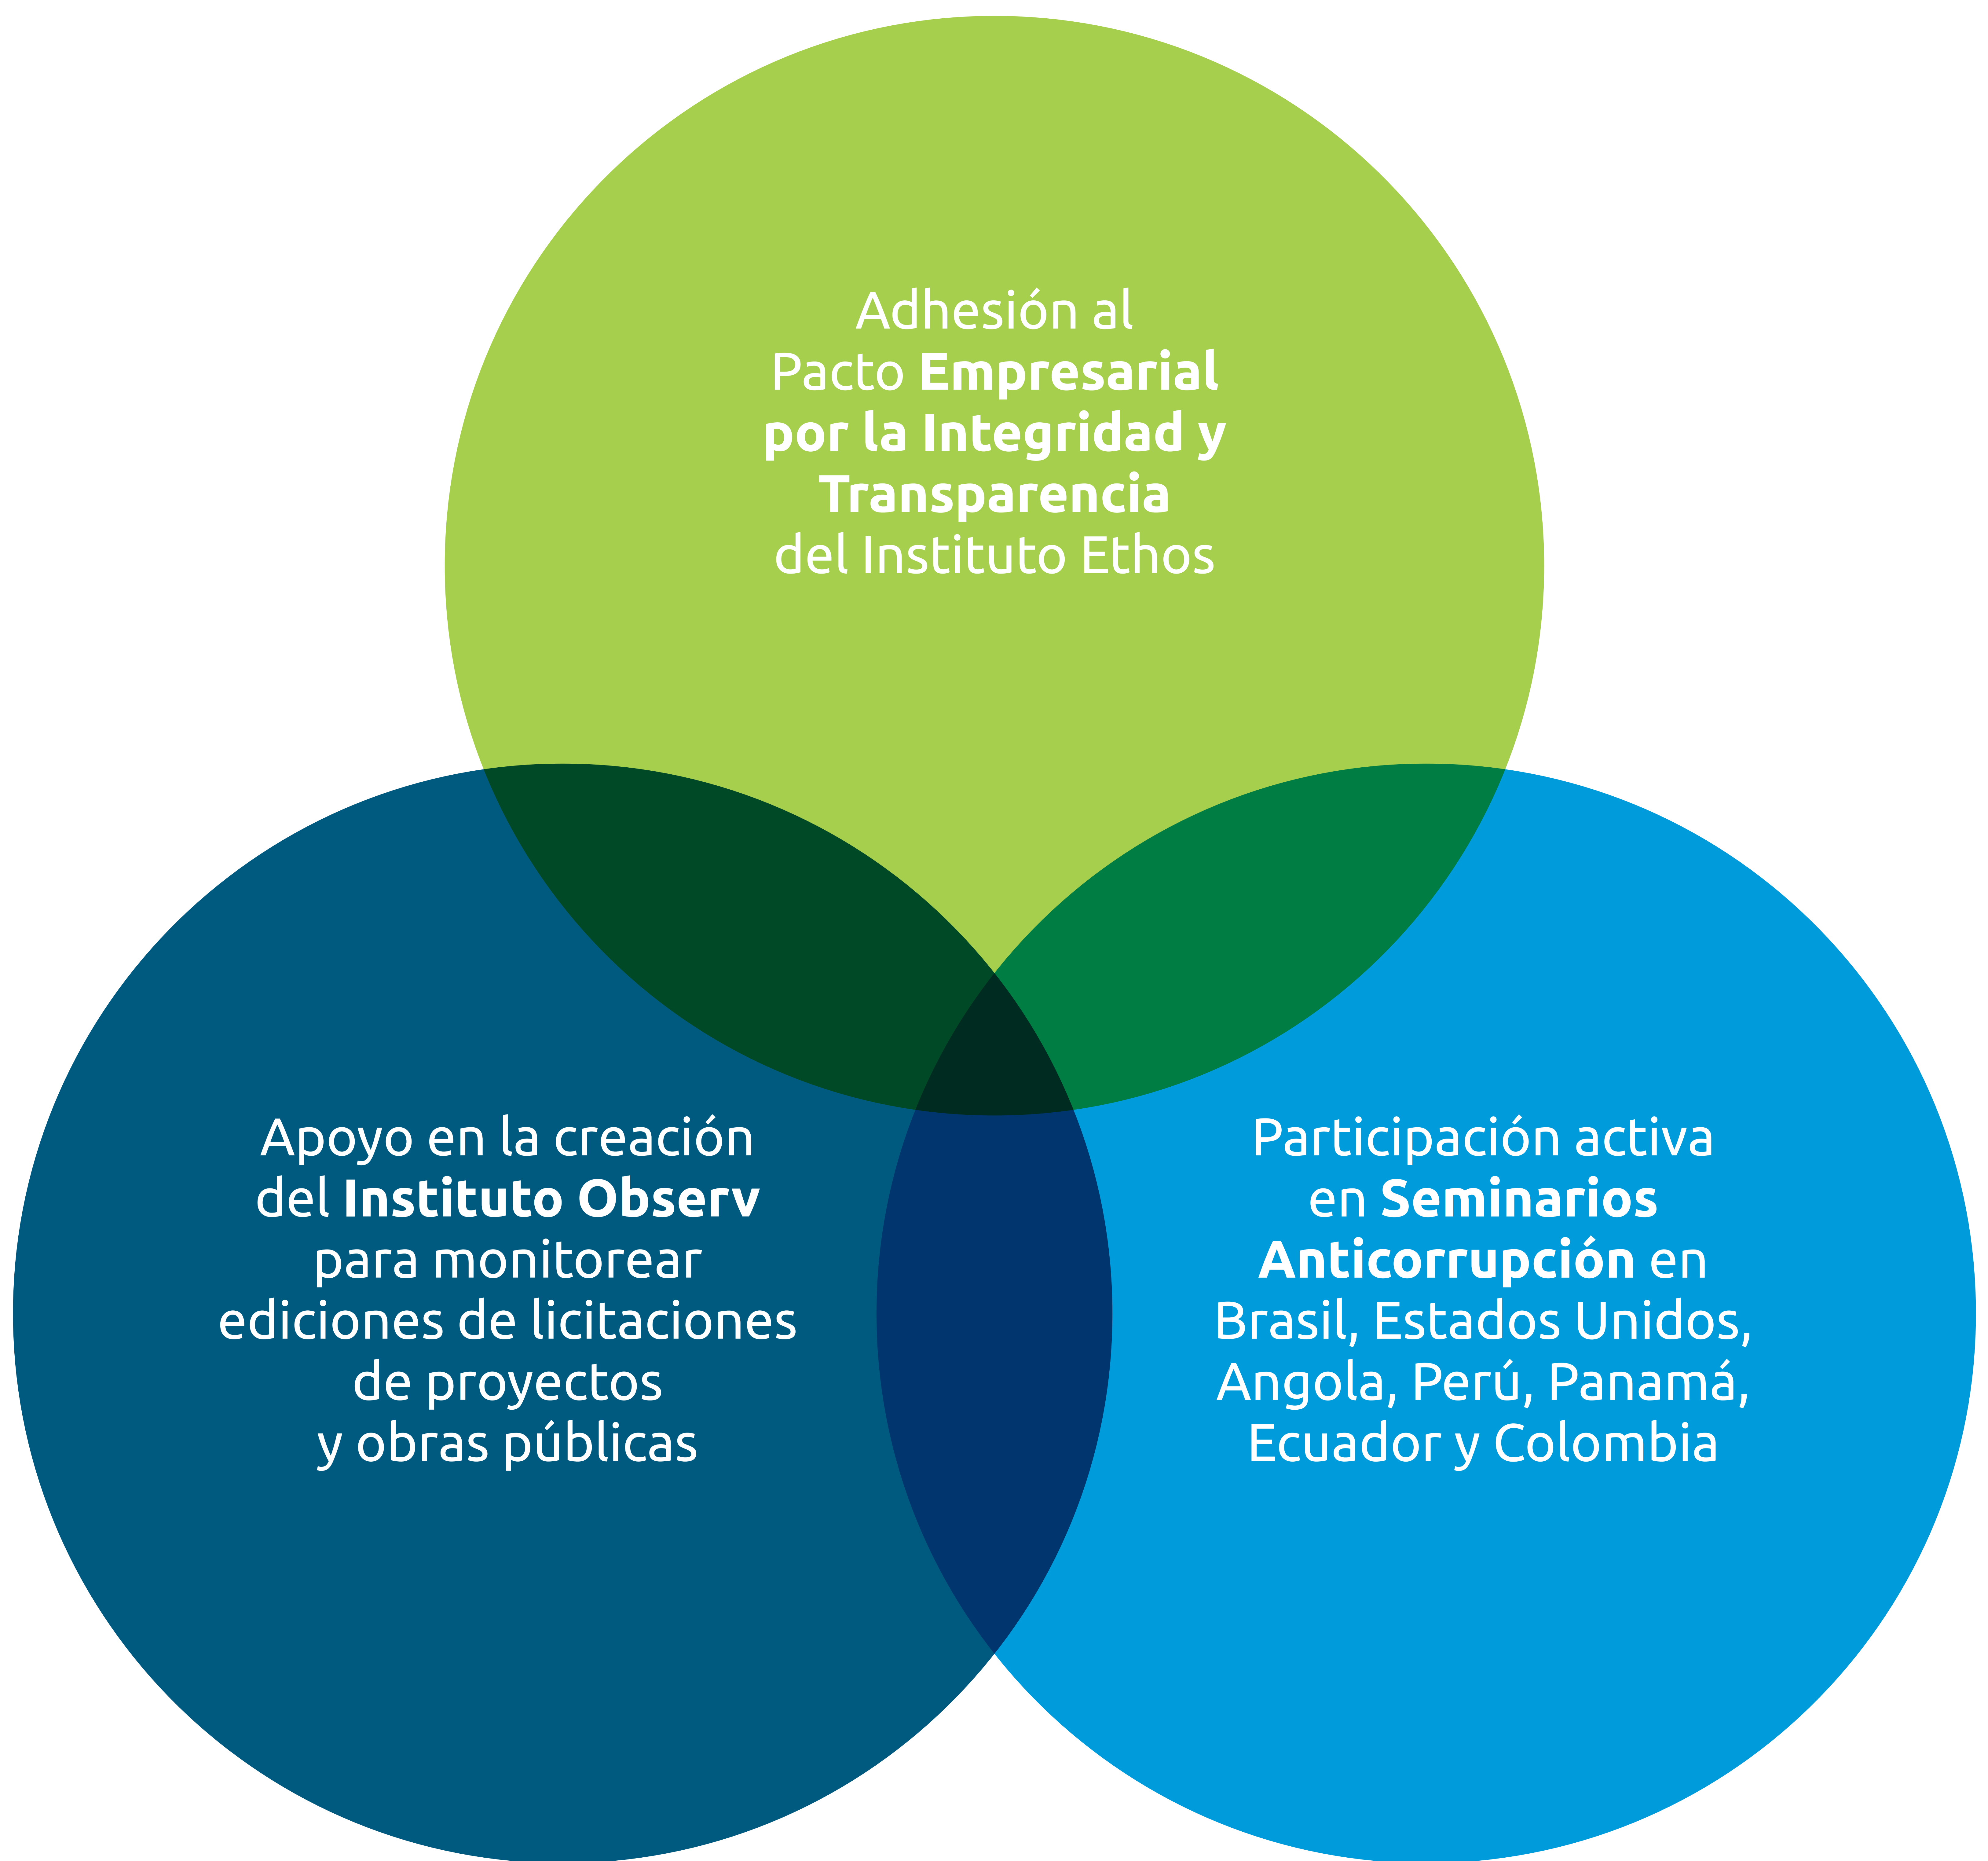 Adhesión al
Pacto Empresarial
por la Integridad y
Transparencia
del Instituto Ethos
Apoyo en la creación
del Instituto Observ
para monitorear
ediciones de licitaciones
de proyectos
y obras públicas
Participación activa
en Seminarios
Anticorrupción en
Brasil, Estados Unidos,
Angola, Perú, Panamá,
Ecuador y Colombia